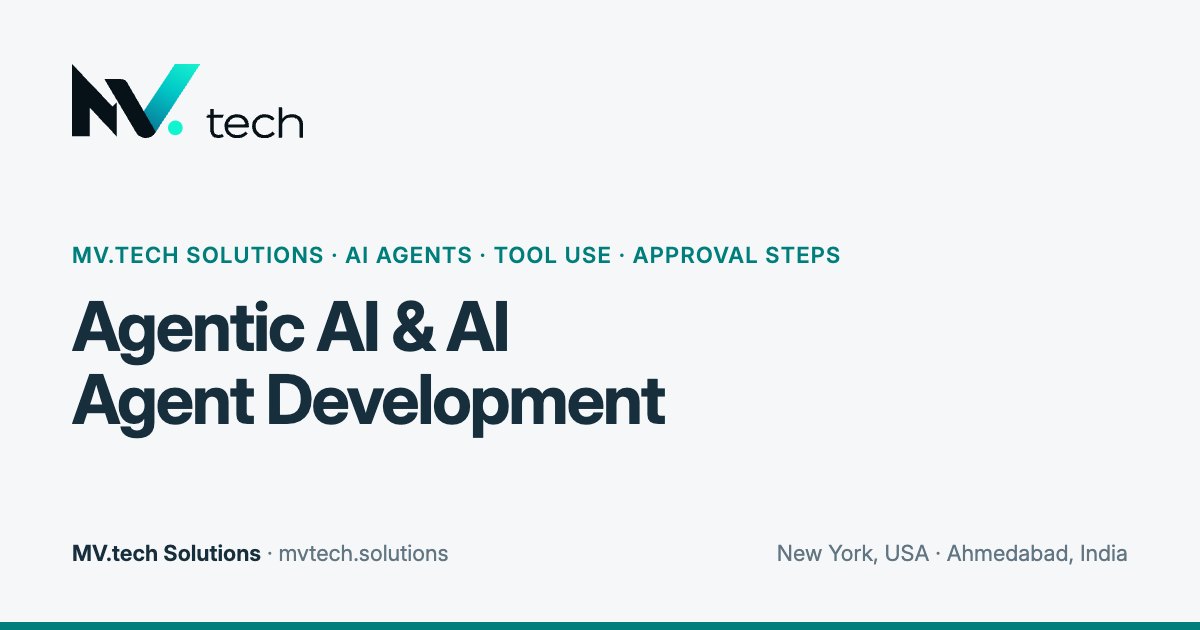 MV. tech
MV.TECH SOLUTIONS · AI AGENTS · TOOL USE · APPROVAL STEPS
Agentic AI & AI
Agent Development
MV.tech Solutions · mvtech.solutions
New York, USA · Ahmedabad, India